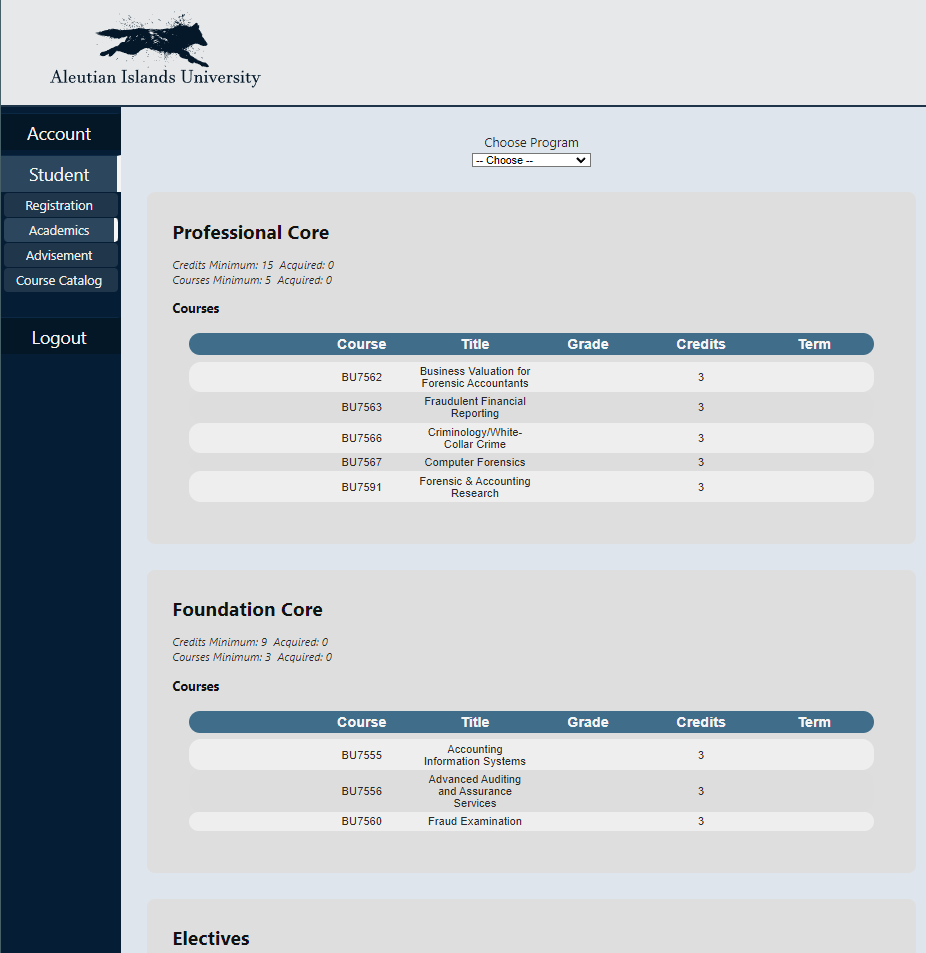 Aleutian Islands University
Account
Student
Registration
Academics
Advisement
Course Catalog
Logout
Choose Program
-- Choose --
Professional Core
Credits Minimum: 15 Acquired: 0
Courses Minimum: 5 Acquired: 0
Courses
Course Title Grade Credits Term
BU7562 Business Valuation for Forensic Accountants 3
BU7563 Fraudulent Financial Reporting 3
BU7566 Criminology/White-Collar Crime 3
BU7567 Computer Forensics 3
BU7591 Forensic & Accounting Research 3
Foundation Core
Credits Minimum: 9 Acquired: 0
Courses Minimum: 3 Acquired: 0
Courses
Course Title Grade Credits Term
BU7555 Accounting Information Systems 3
BU7556 Advanced Auditing and Assurance Services 3
BU7560 Fraud Examination 3
Electives